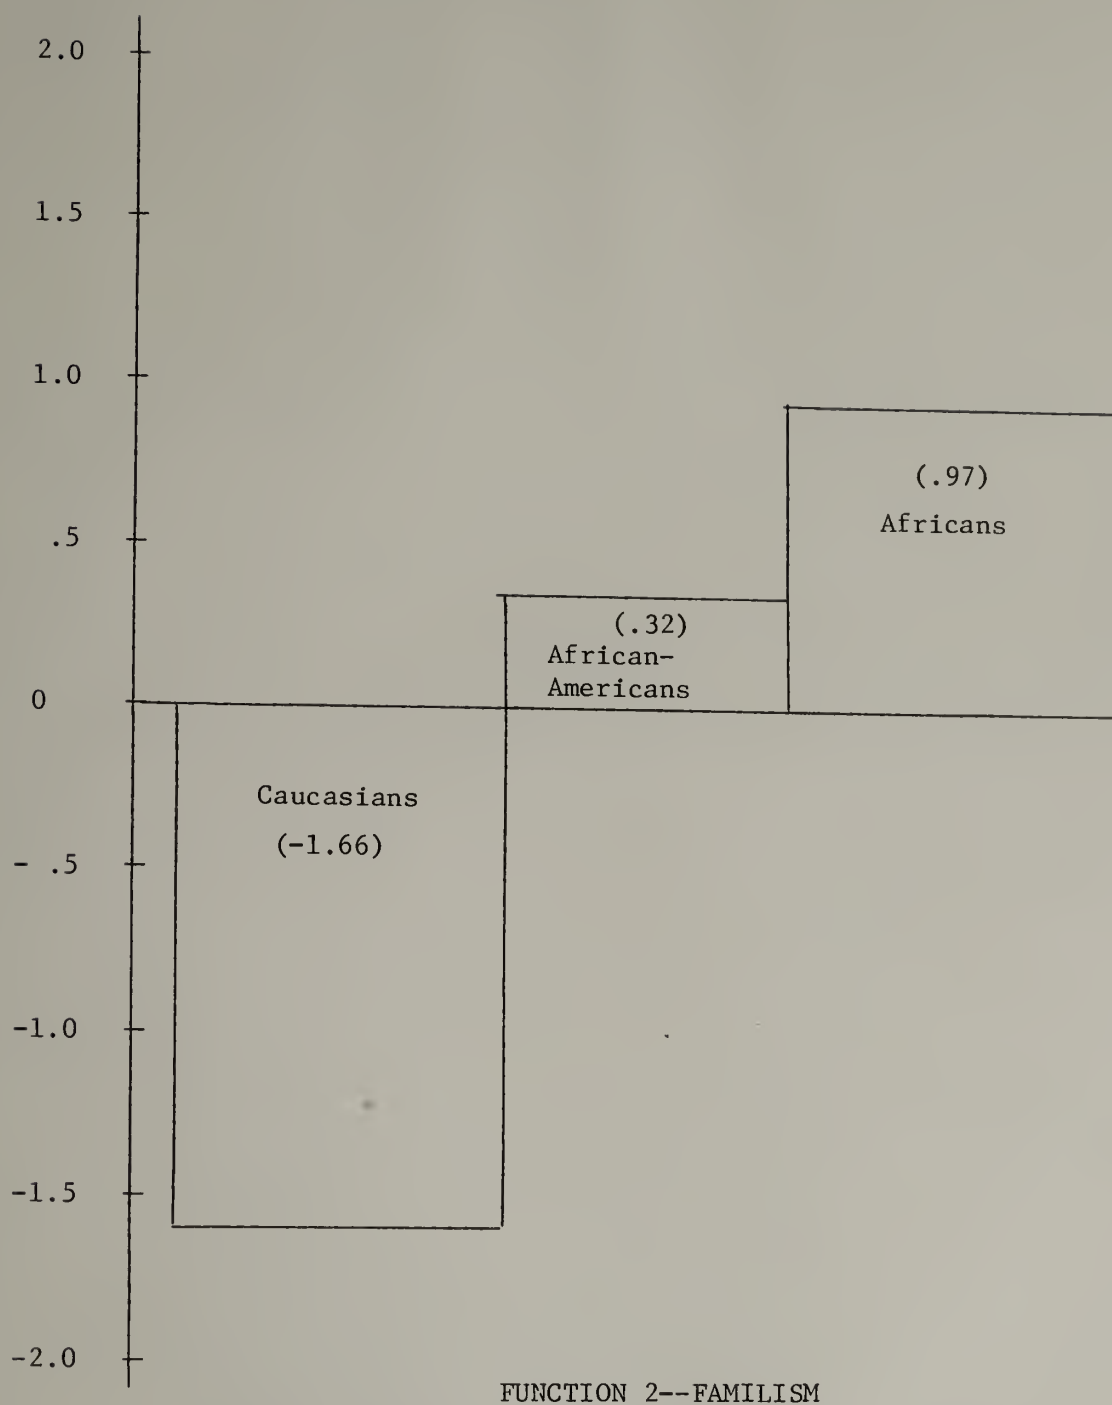 2.0
1.5
1.0
(.97)
.5
Africans
(.32)
African-
Americans
0
Caucasians
(-1.66)
- .5
-1.0
-1.5
-2.0
FUNCTION 2--FAMILISM